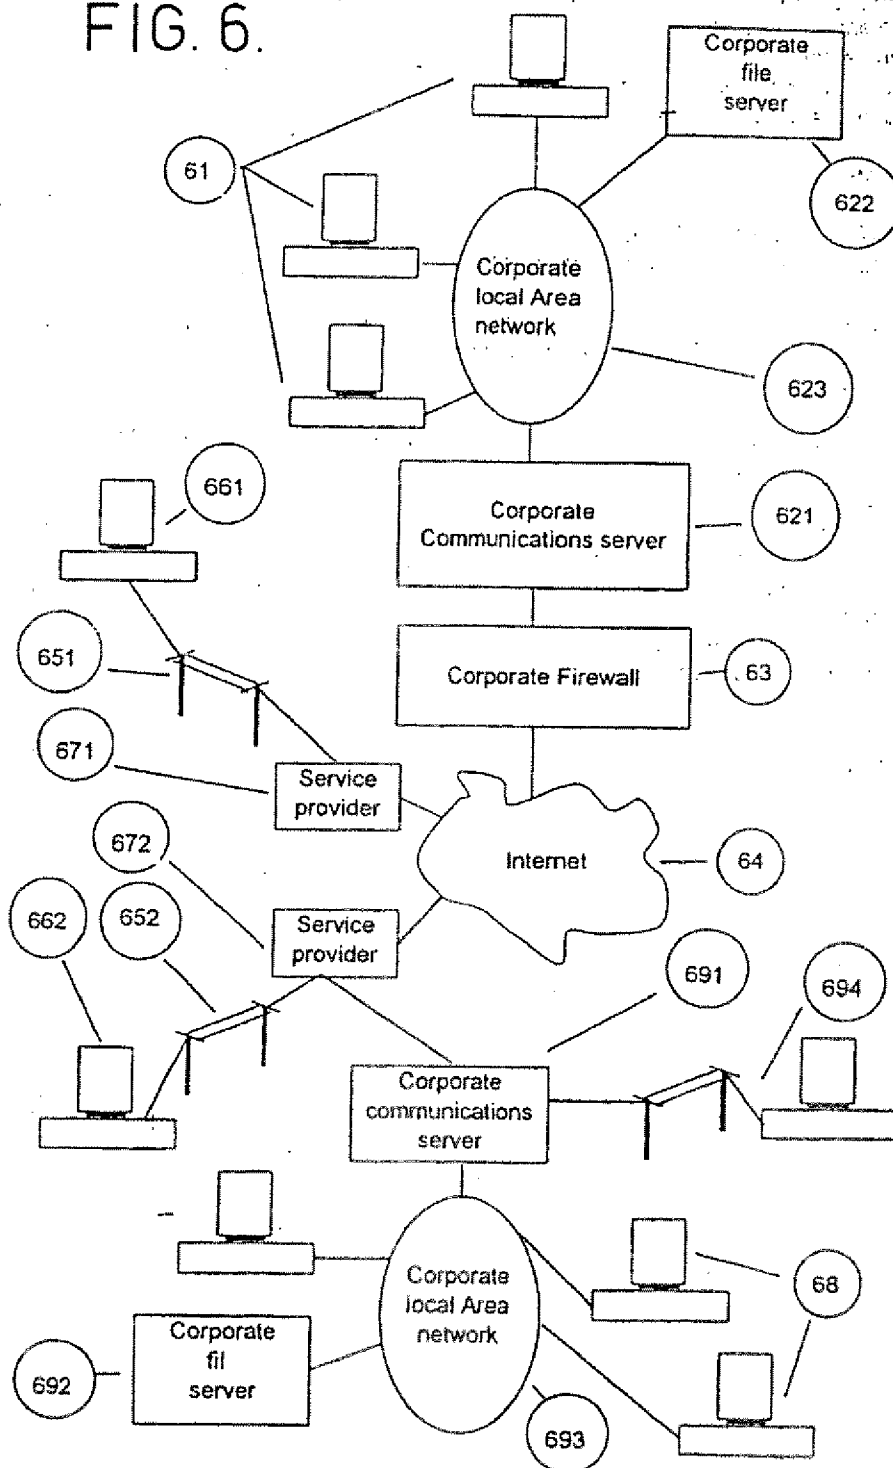 FIG. 6.
Corporate
file
server
61
622
Corporate
local Area
network
623
661
Corporate
Communications server
621
651
Corporate Firewall
63
671
Service
provider
672
Internet
64
662
652
Service
provider
691
694
Corporate
communications
server
Corporate
local Area
network
68
Corporate
fil
server
692
693